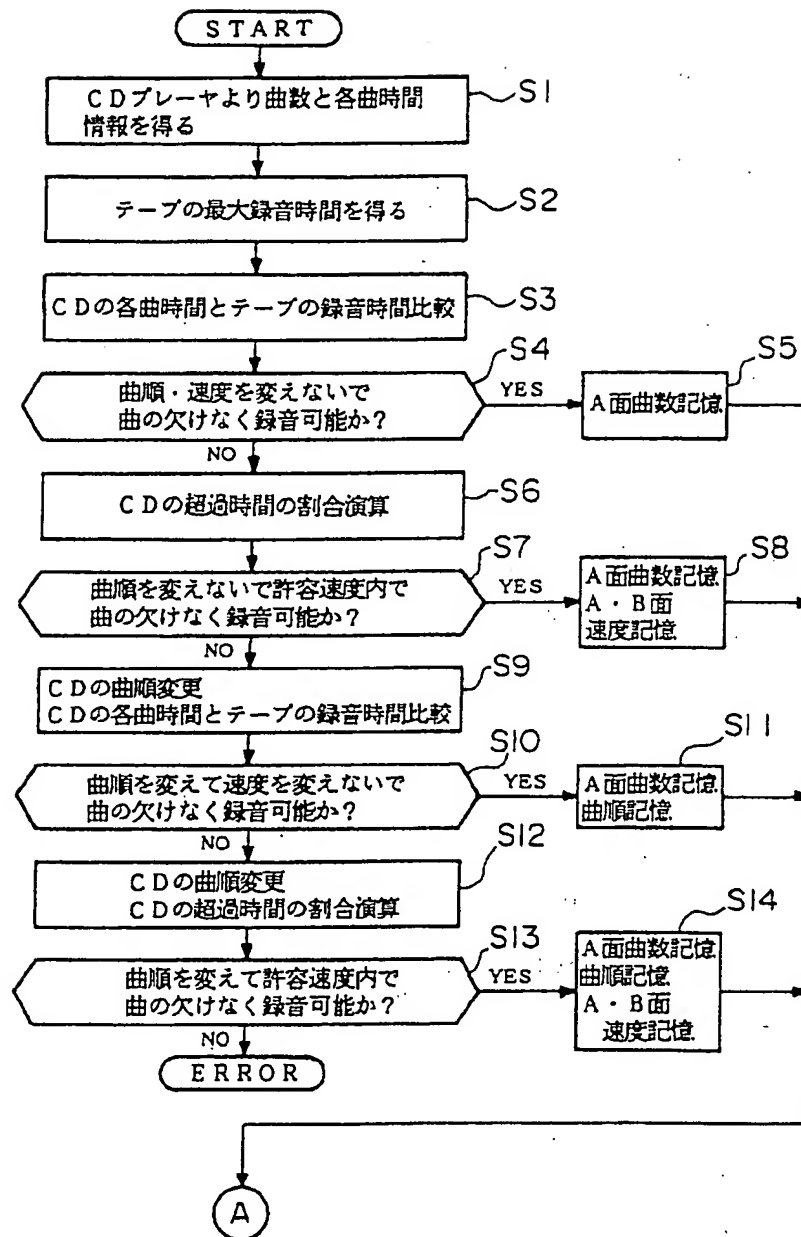 START
CDプレーヤより曲数と各曲時間
情報を得る
S1
テープの最大録音時間を得る
S2
CDの各曲時間とテープの録音時間比較
S3
曲順・速度を変えないで
曲の欠けなく録音可能か?
S4
YES
A面曲数記憶
S5
NO
CDの超過時間の割合演算
S6
曲順を変えないで許容速度内で
曲の欠けなく録音可能か?
S7
YES
A面曲数記憶
A・B面
速度記憶
S8
NO
CDの曲順変更
CDの各曲時間とテープの録音時間比較
S9
曲順を変えて速度を変えないで
曲の欠けなく録音可能か?
S10
YES
A面曲数記憶
曲順記憶
S11
NO
CDの曲順変更
CDの超過時間の割合演算
S12
曲順を変えて許容速度内で
曲の欠けなく録音可能か?
S13
YES
A面曲数記憶
曲順記憶
A・B面
速度記憶
S14
NO
ERROR
A